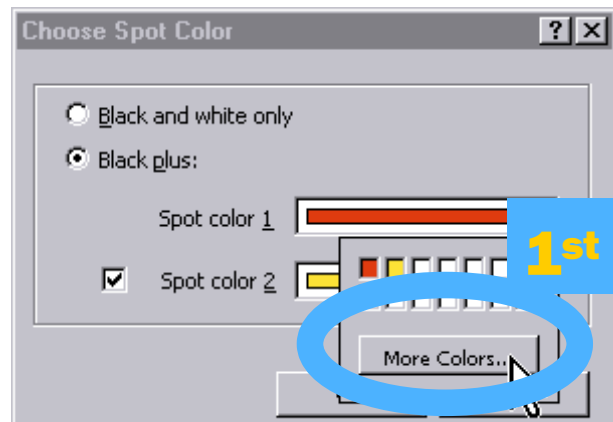 Choose Spot Color
Black and white only
Black plus:
Spot color 1
1st
Spot color 2
More Colors...